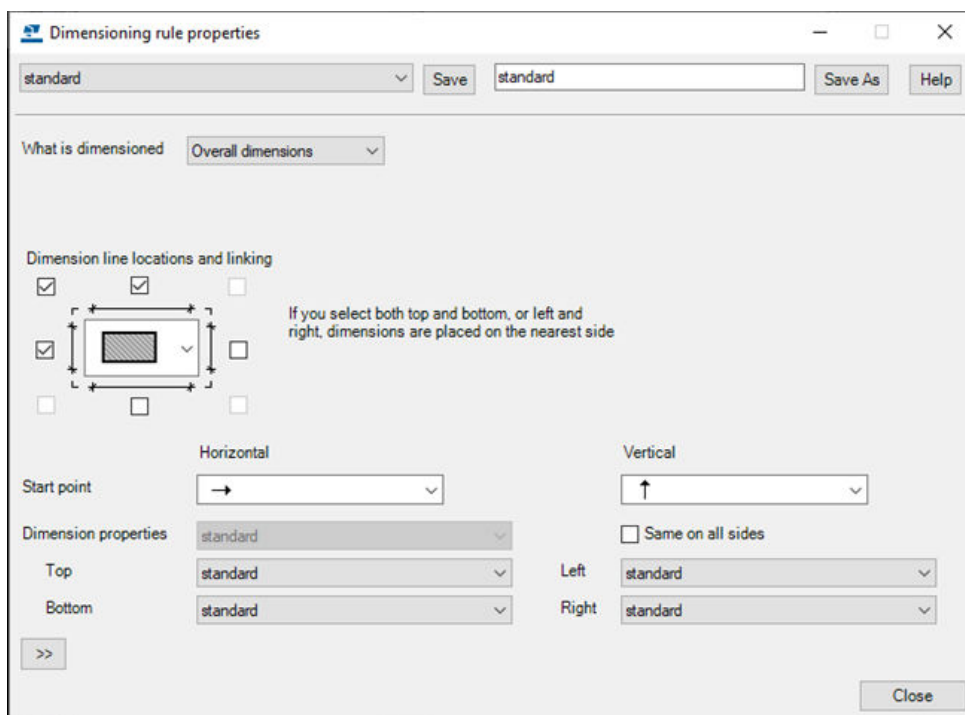 Dimensioning rule properties
standard Save standard Save As Help
What is dimensioned Overall dimensions
Dimension line locations and linking
If you select both top and bottom, or left and
right, dimensions are placed on the nearest side
Horizontal Vertical
Start point
Dimension properties standard Same on all sides
Top standard Left standard
Bottom standard Right standard
>>
Close